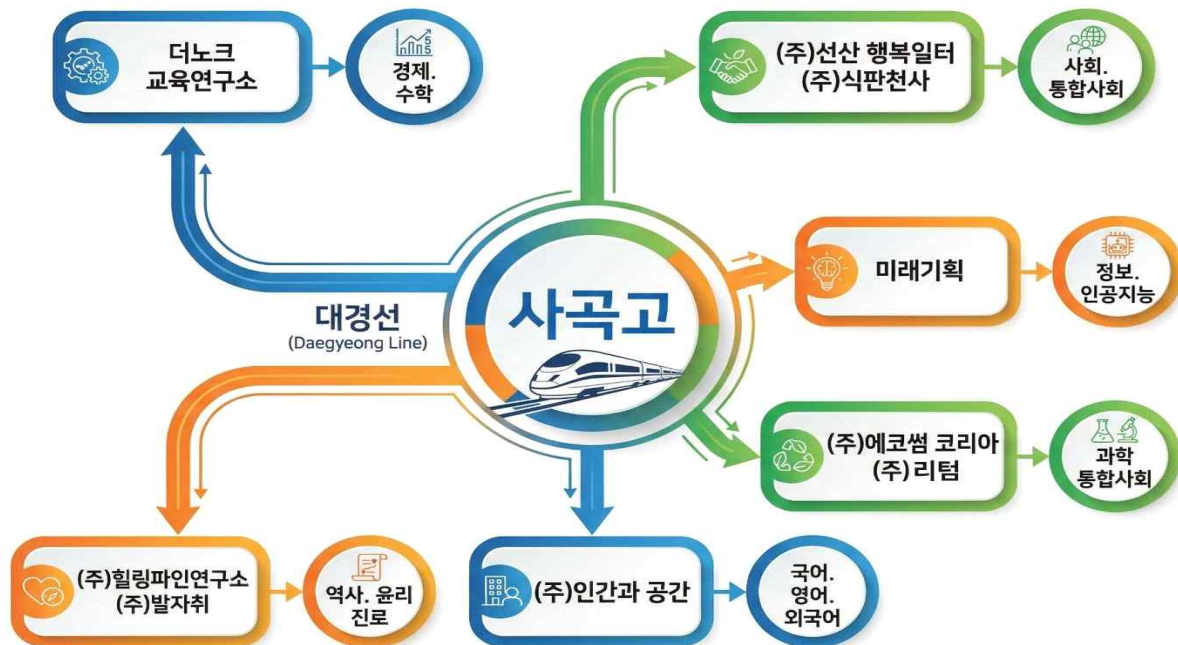 더노크
교육연구소
경제.
수학
(주)선산 행복일터
(주)식판천사
사회.
통합사회
미래기획
정보.
인공지능
대경선
(Daegyeong Line)
사곡고
(주)에코썸 코리아
(주)리텀
과학
통합사회
(주)힐링파인연구소
(주)발자취
역사. 윤리
진로
(주)인간과 공간
국어.
영어.
외국어